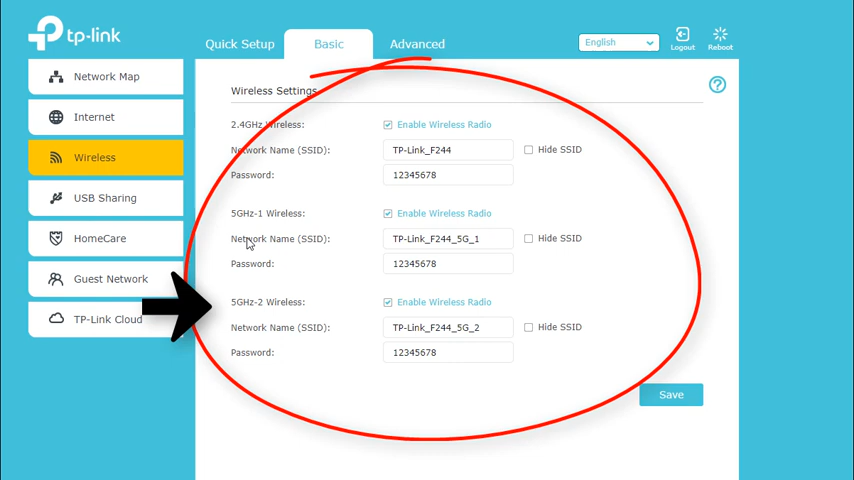 tp-link
Quick Setup Basic Advanced English Logout Reboot
Network Map
Internet
Wireless
USB Sharing
HomeCare
Guest Network
TP-Link Cloud
Wireless Settings
2.4GHz Wireless: Enable Wireless Radio
Network Name (SSID): TP-Link_F244 Hide SSID
Password: 12345678
5GHz-1 Wireless: Enable Wireless Radio
Network Name (SSID): TP-Link_F244_5G_1 Hide SSID
Password: 12345678
5GHz-2 Wireless: Enable Wireless Radio
Network Name (SSID): TP-Link_F244_5G_2 Hide SSID
Password: 12345678
Save